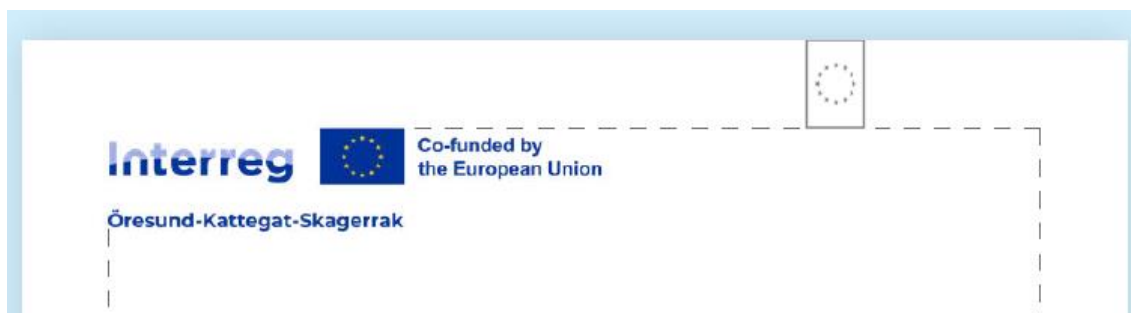 Interreg
Co-funded by
the European Union
Öresund-Kattegat-Skagerrak